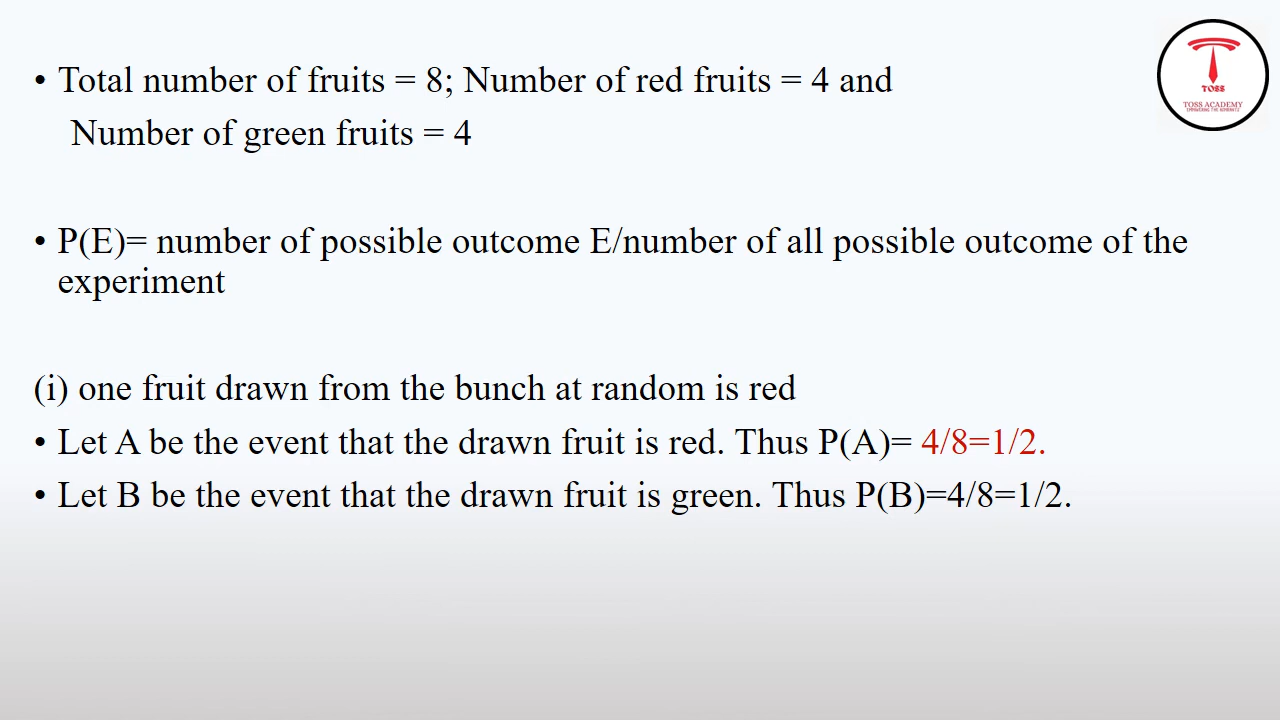 • Total number of fruits = 8; Number of red fruits = 4 and
Number of green fruits = 4
• P(E)= number of possible outcome E/number of all possible outcome of the
experiment
(i) one fruit drawn from the bunch at random is red
• Let A be the event that the drawn fruit is red. Thus P(A)= 4/8=1/2.
• Let B be the event that the drawn fruit is green. Thus P(B)=4/8=1/2.
TOSS
TOSS ACADEMY